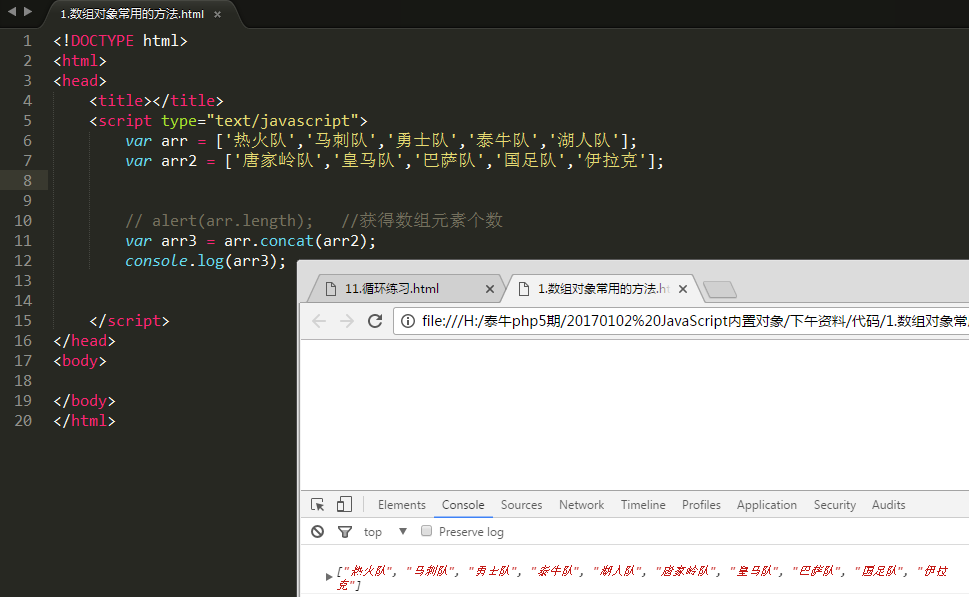 1.数组对象常用的方法.html ×
1 <!DOCTYPE html>
2 <html>
3 <head>
4 <title></title>
5 <script type="text/javascript">
6 var arr = ['热火队','马刺队','勇士队','泰牛队','湖人队'];
7 var arr2 = ['唐家岭队','皇马队','巴萨队','国足队','伊拉克'];
8
9
10 // alert(arr.length); //获得数组元素个数
11 var arr3 = arr.concat(arr2);
12 console.log(arr3);
13
14
15 </script>
16 </head>
17 <body>
18
19 </body>
20 </html>
11.循环练习.html × 1.数组对象常用的方法.ht ×
file:///H:/泰牛php5期/20170102%20JavaScript内置对象/下午资料/代码/1.数组对象常
Elements Console Sources Network Timeline Profiles Application Security Audits
top ▼ Preserve log
▶ ["热火队", "马刺队", "勇士队", "泰牛队", "湖人队", "唐家岭队", "皇马队", "巴萨队", "国足队", "伊拉
克"]